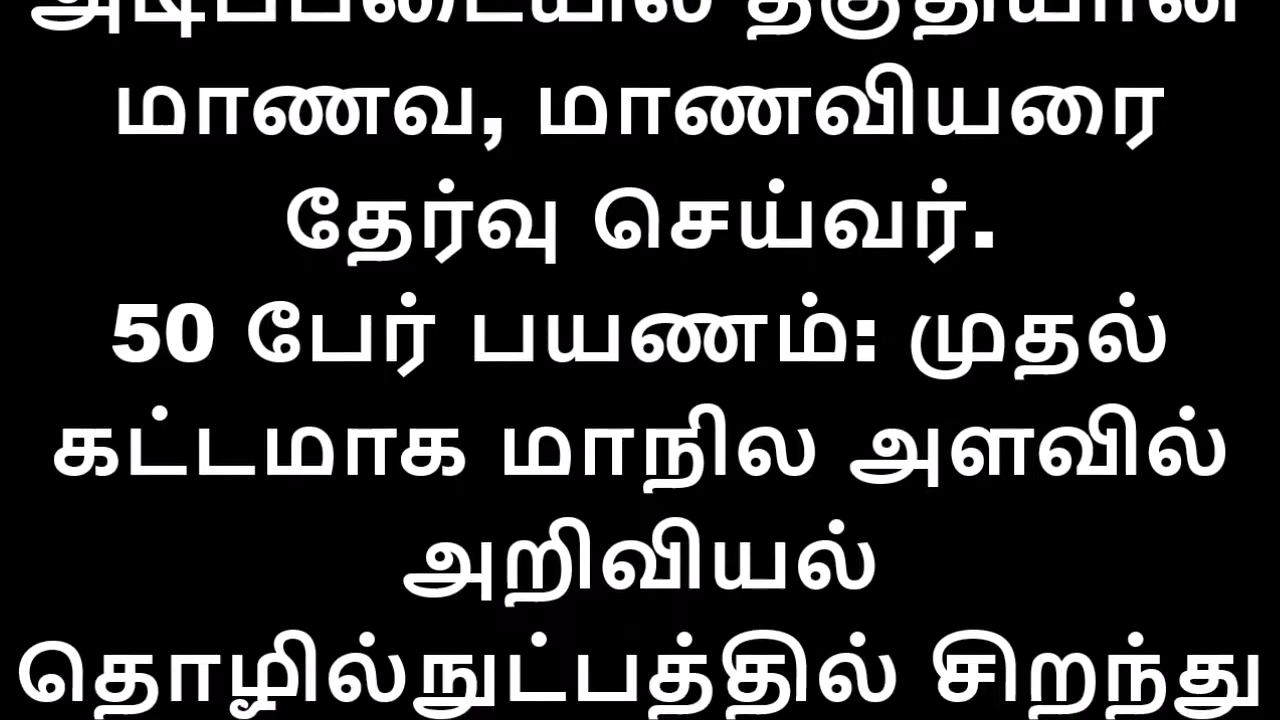 அடிப்படையில் தகுதியான
மாணவ, மாணவியரை
தேர்வு செய்வர்.
50 பேர் பயணம்: முதல்
கட்டமாக மாநில அளவில்
அறிவியல்
தொழில்நுட்பத்தில் சிறந்து